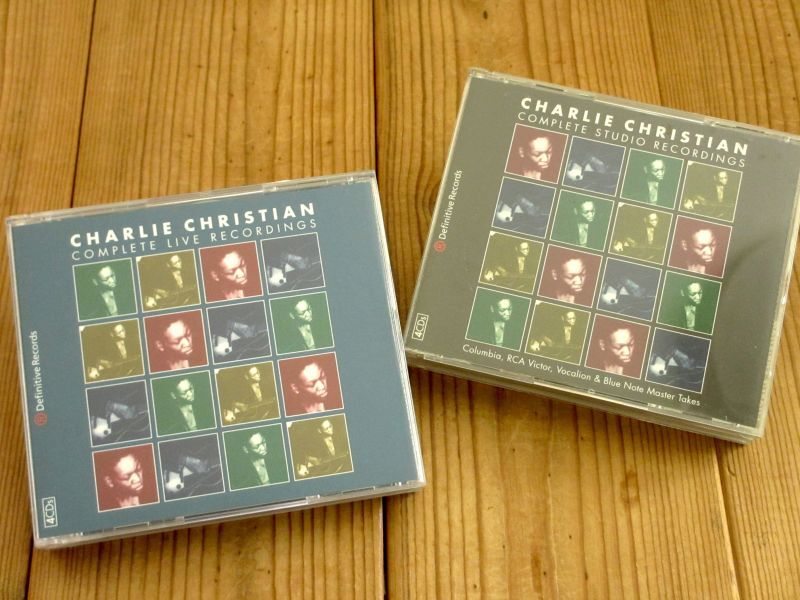 CHARLIE CHRISTIAN
COMPLETE LIVE RECORDINGS
Definitive Records
4CDs
CHARLIE CHRISTIAN
COMPLETE STUDIO RECORDINGS
Definitive Records
4CDs
Columbia, RCA Victor, Vocalion & Blue Note Master Takes